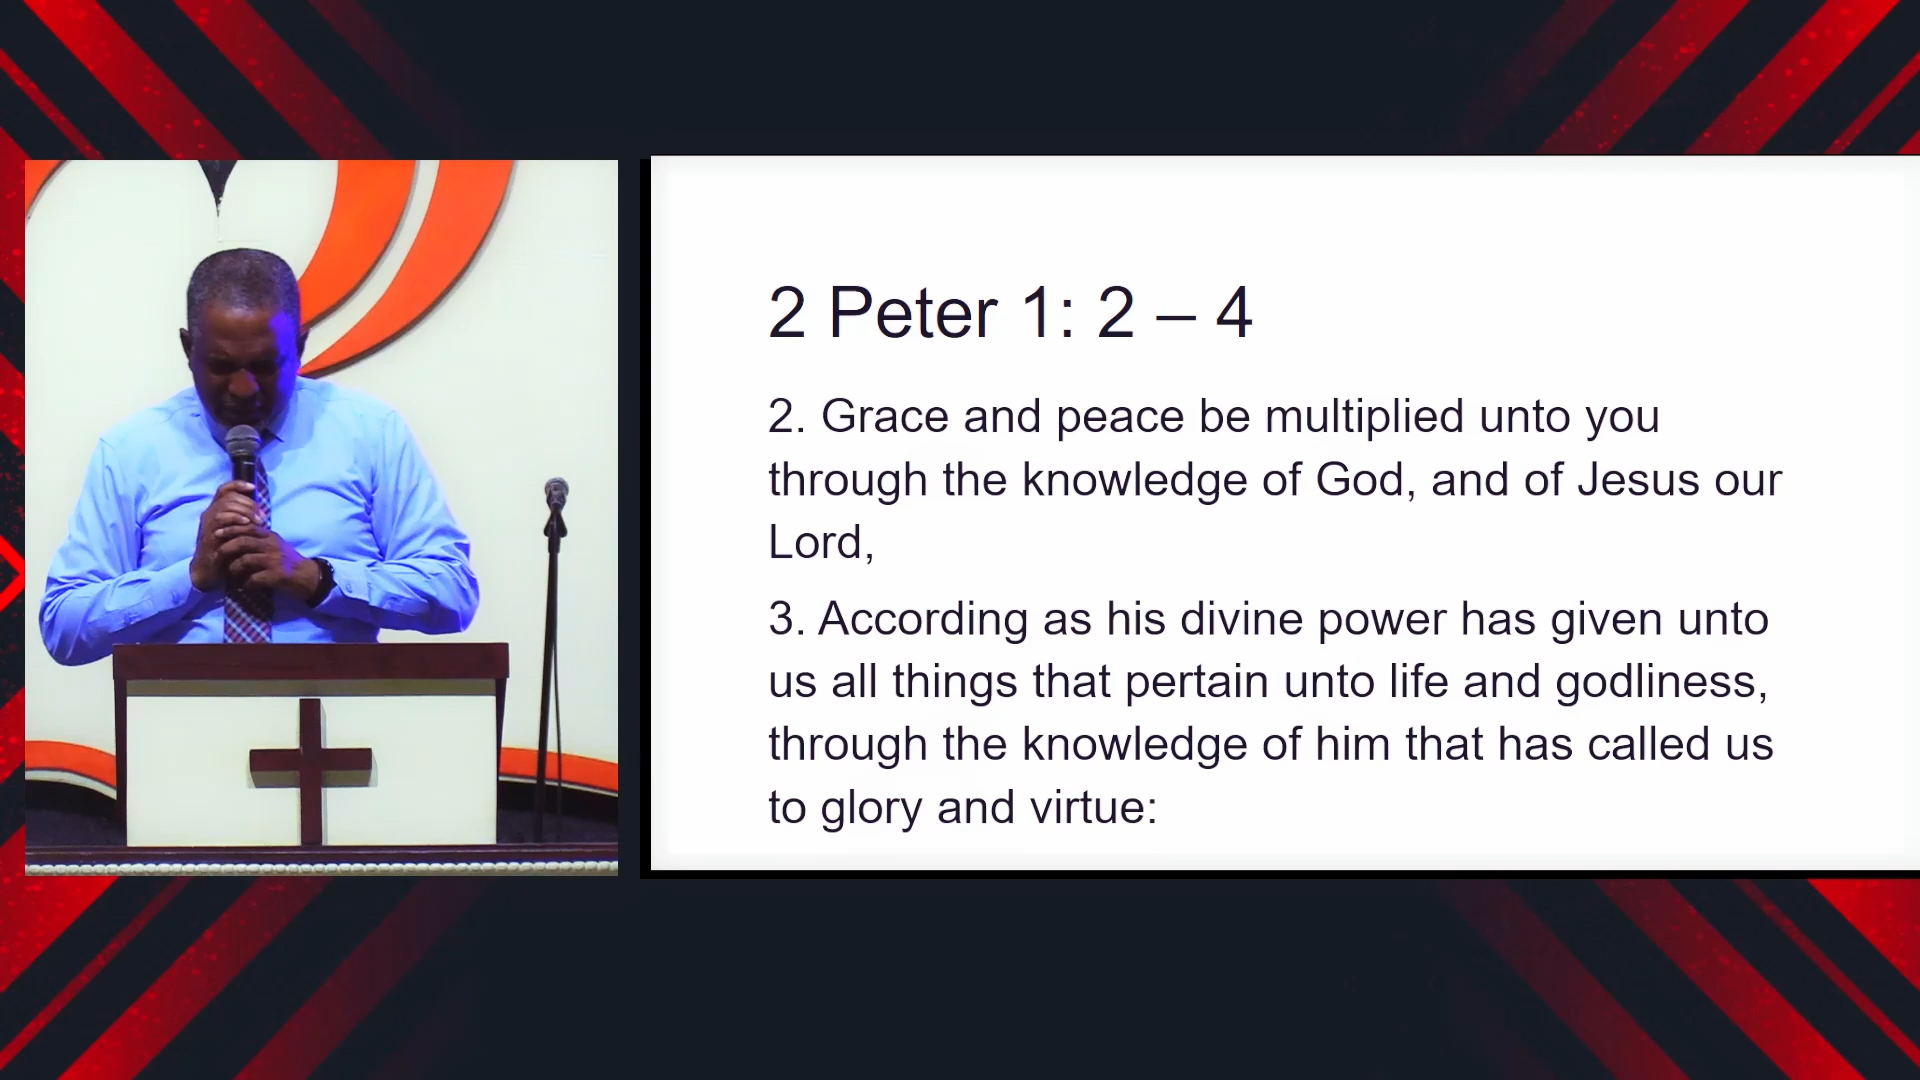 2 Peter 1: 2 – 4
2. Grace and peace be multiplied unto you
through the knowledge of God, and of Jesus our
Lord,
3. According as his divine power has given unto
us all things that pertain unto life and godliness,
through the knowledge of him that has called us
to glory and virtue: